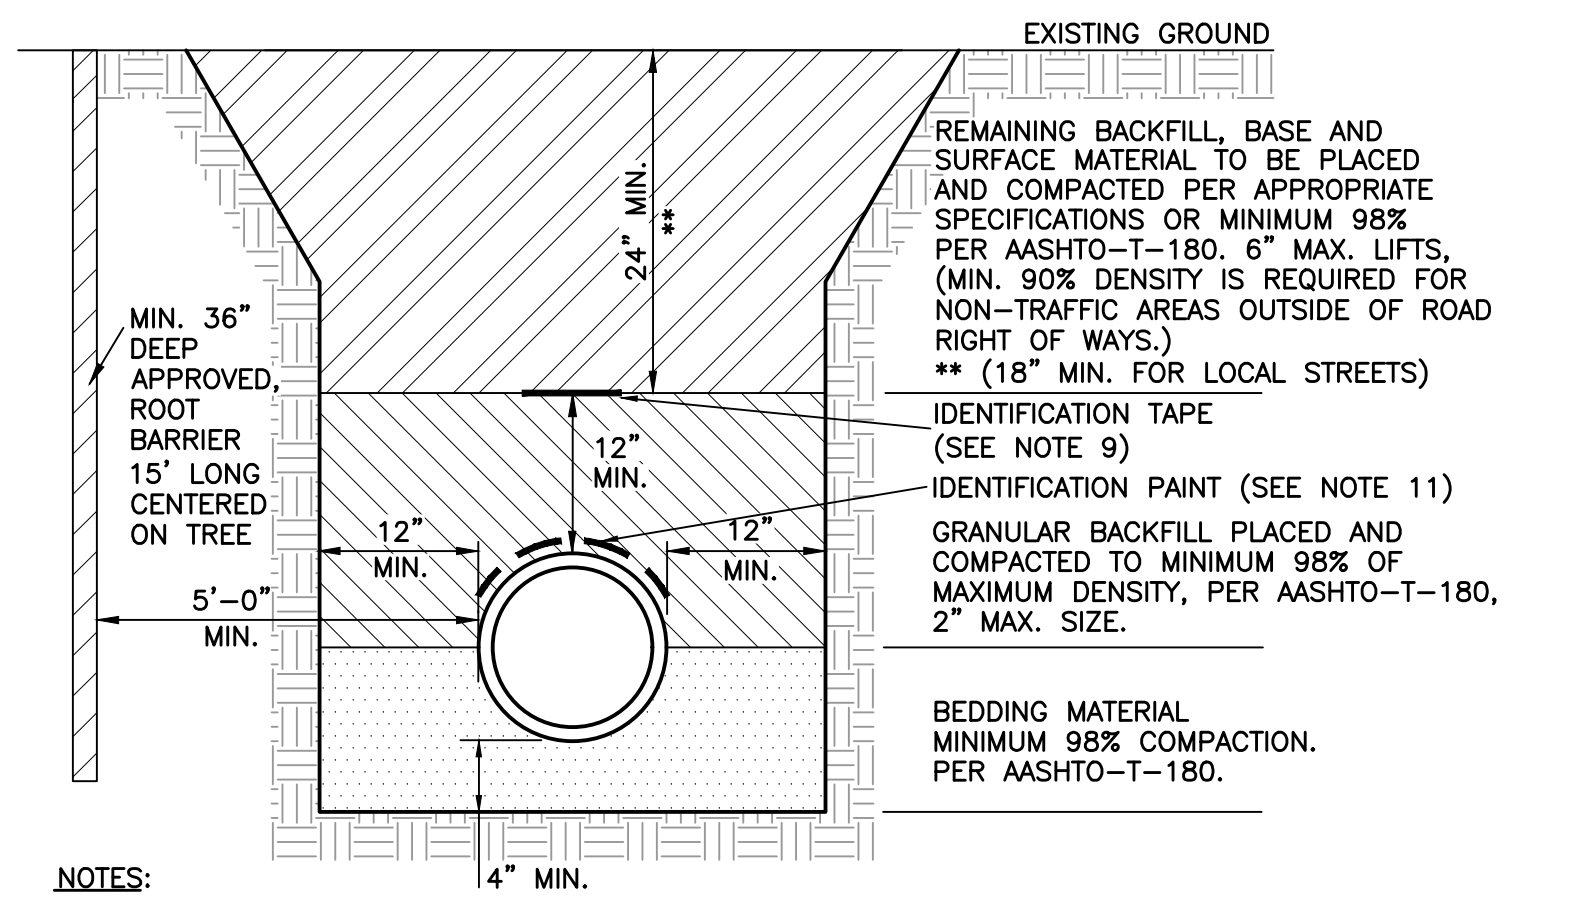 EXISTING GROUND
REMAINING BACKFILL, BASE AND
SURFACE MATERIAL TO BE PLACED
AND COMPACTED PER APPROPRIATE
SPECIFICATIONS OR MINIMUM 98%
PER AASHTO-T-180. 6" MAX. LIFTS,
(MIN. 90% DENSITY IS REQUIRED FOR
NON-TRAFFIC AREAS OUTSIDE OF ROAD
RIGHT OF WAYS.)
** (18" MIN. FOR LOCAL STREETS)
24" MIN.
**
MIN. 36"
DEEP
APPROVED,
ROOT
BARRIER
15' LONG
CENTERED
ON TREE
IDENTIFICATION TAPE
(SEE NOTE 9)
12"
MIN.
IDENTIFICATION PAINT (SEE NOTE 11)
12"
MIN.
12"
MIN.
GRANULAR BACKFILL PLACED AND
COMPACTED TO MINIMUM 98% OF
MAXIMUM DENSITY, PER AASHTO-T-180,
2" MAX. SIZE.
5'-0"
MIN.
BEDDING MATERIAL
MINIMUM 98% COMPACTION.
PER AASHTO-T-180.
4" MIN.
NOTES: